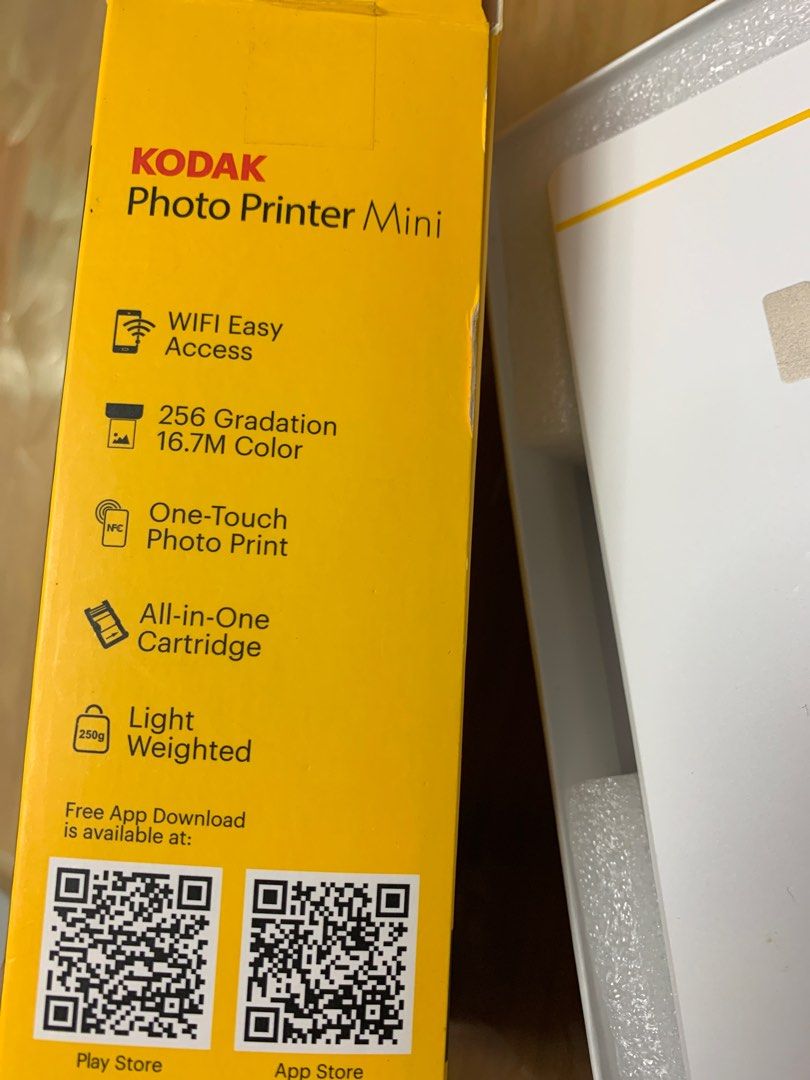 KODAK
Photo Printer Mini
WIFI Easy
Access
256 Gradation
16.7M Color
NFC
One-Touch
Photo Print
All-in-One
Cartridge
250g
Light
Weighted
Free App Download
is available at:
Play Store
App Store